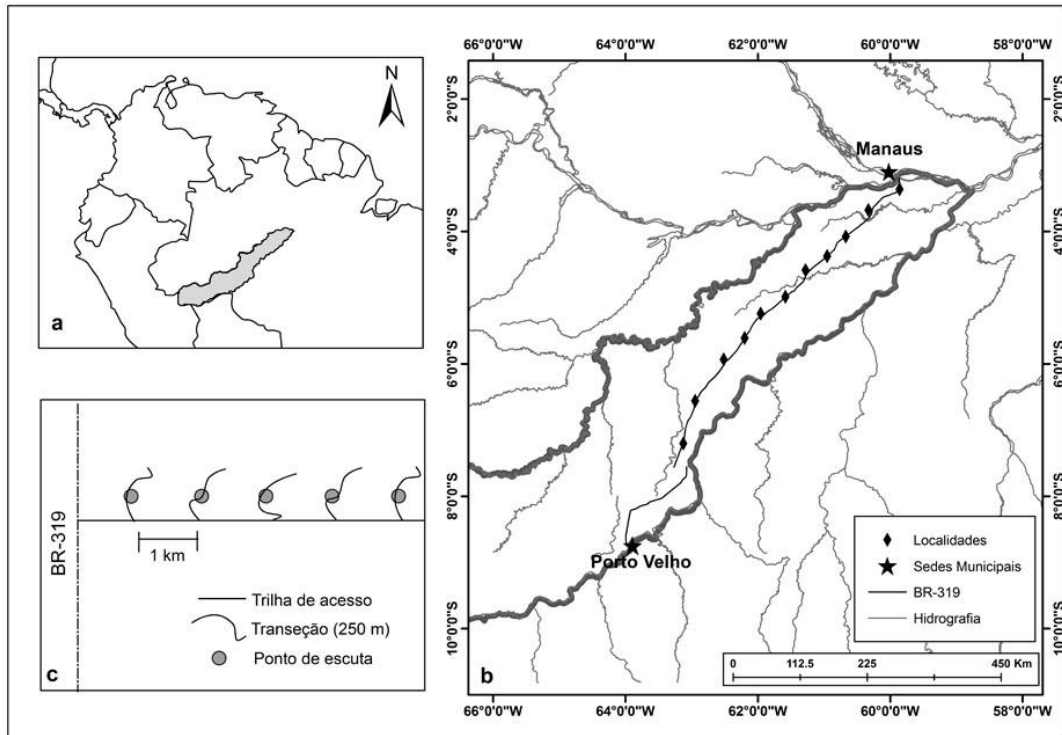 N
a
BR-319
1 km
Trilha de acesso
Transeção (250 m)
Ponto de escuta
c
66°0'0"W 64°0'0"W 62°0'0"W 60°0'0"W 58°0'0"W
2°0'0"S
4°0'0"S
6°0'0"S
8°0'0"S
10°0'0"S
Manaus
Porto Velho
2°0'0"S
4°0'0"S
6°0'0"S
8°0'0"S
10°0'0"S
Localidades
Sedes Municipais
BR-319
Hidrografia
0 112.5 225 450 Km
b
66°0'0"W 64°0'0"W 62°0'0"W 60°0'0"W 58°0'0"W